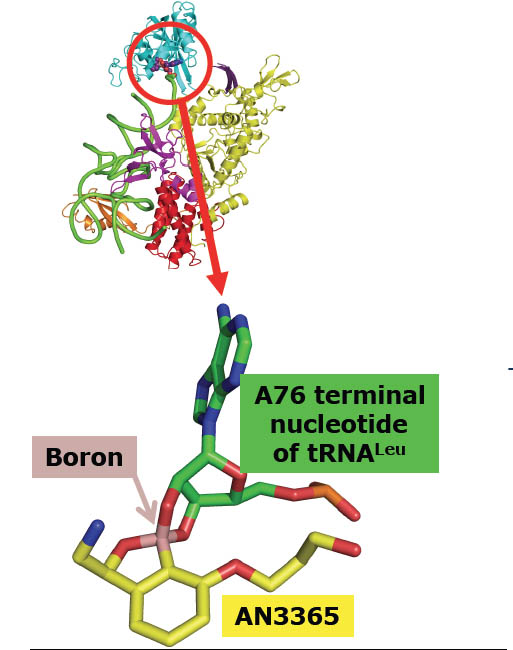 A76 terminal
nucleotide
of tRNALeu
Boron
AN3365